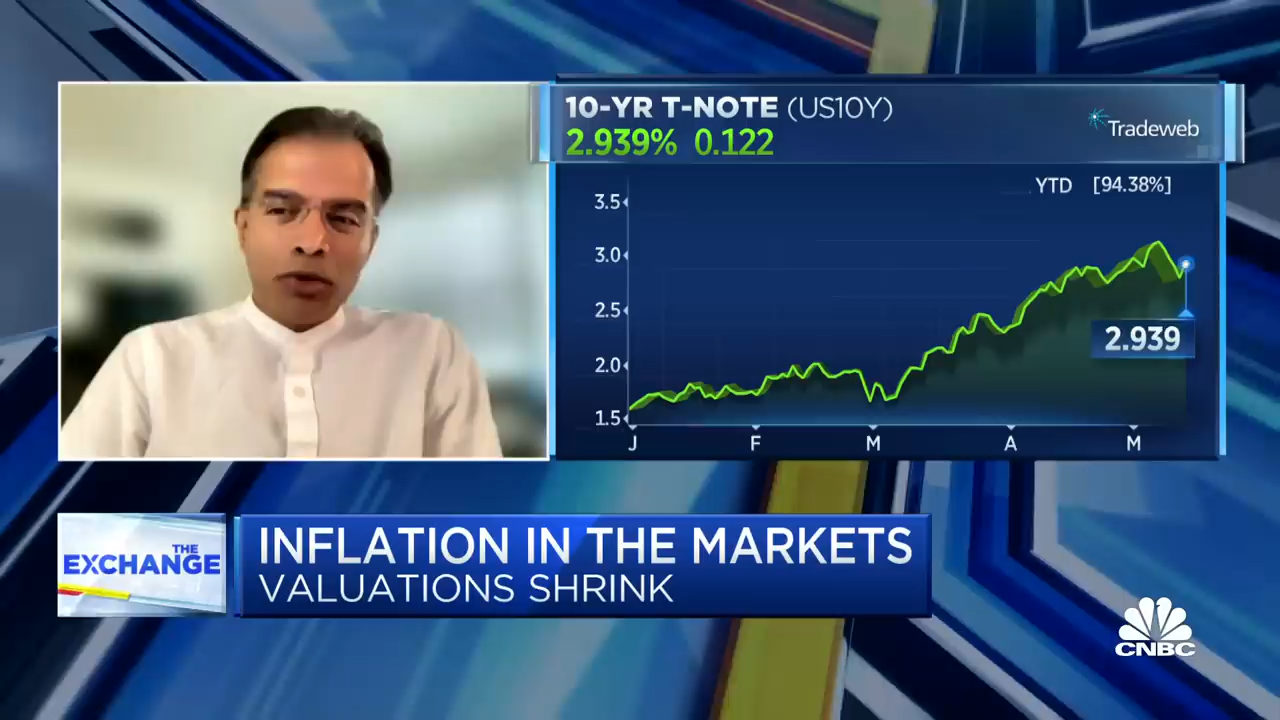 10-YR T-NOTE (US10Y)
2.939% 0.122
Tradeweb
YTD [94.38%]
3.5
3.0
2.5
2.0
1.5
2.939
J F M A M
THE
EXCHANGE
INFLATION IN THE MARKETS
VALUATIONS SHRINK
CNBC